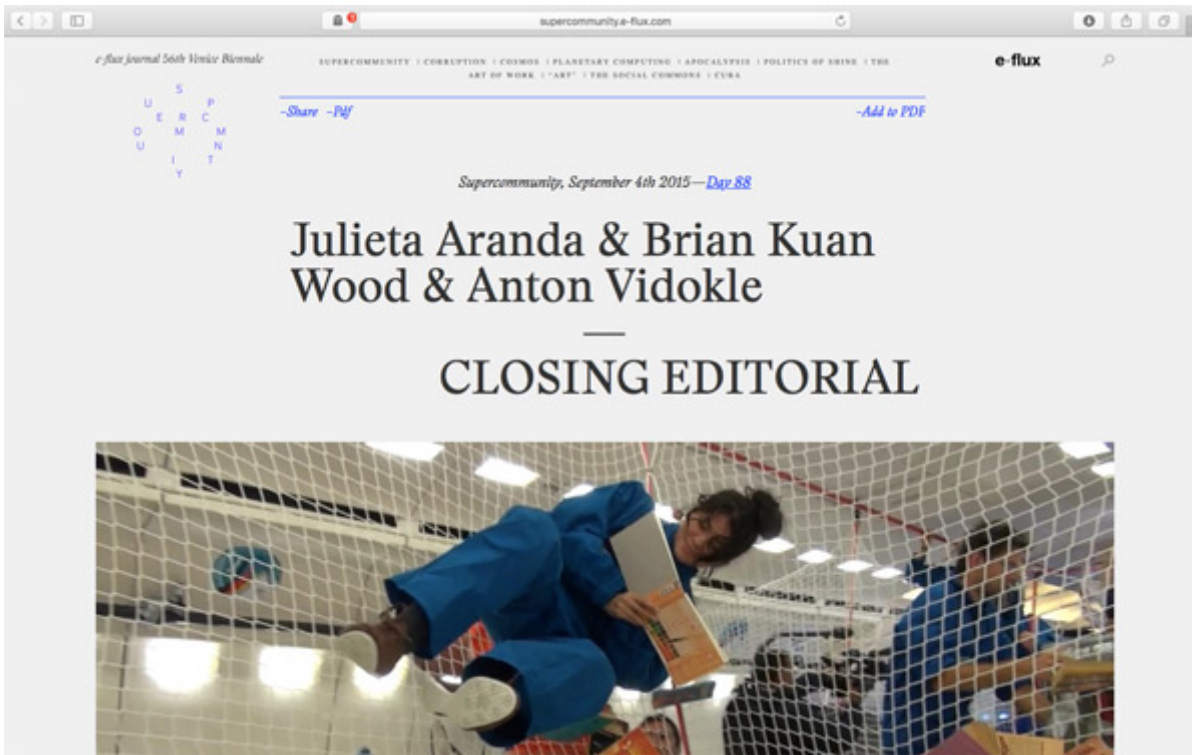 supercommunity.e-flux.com
e-flux journal 56th Venice Biennale
SUPERCOMMUNITY | CORRUPTION | COSMOS | PLANETARY COMPUTING | APOCALYPSIS | POLITICS OF SHINE | THE
ART OF WORK | "ART" | THE SOCIAL COMMONS | CUBA
e-flux
S
U P
E R C
O M M
U N
I T
Y
~Share ~Pdf
~Add to PDF
Supercommunity, September 4th 2015—Day 88
Julieta Aranda & Brian Kuan
Wood & Anton Vidokle
—
CLOSING EDITORIAL